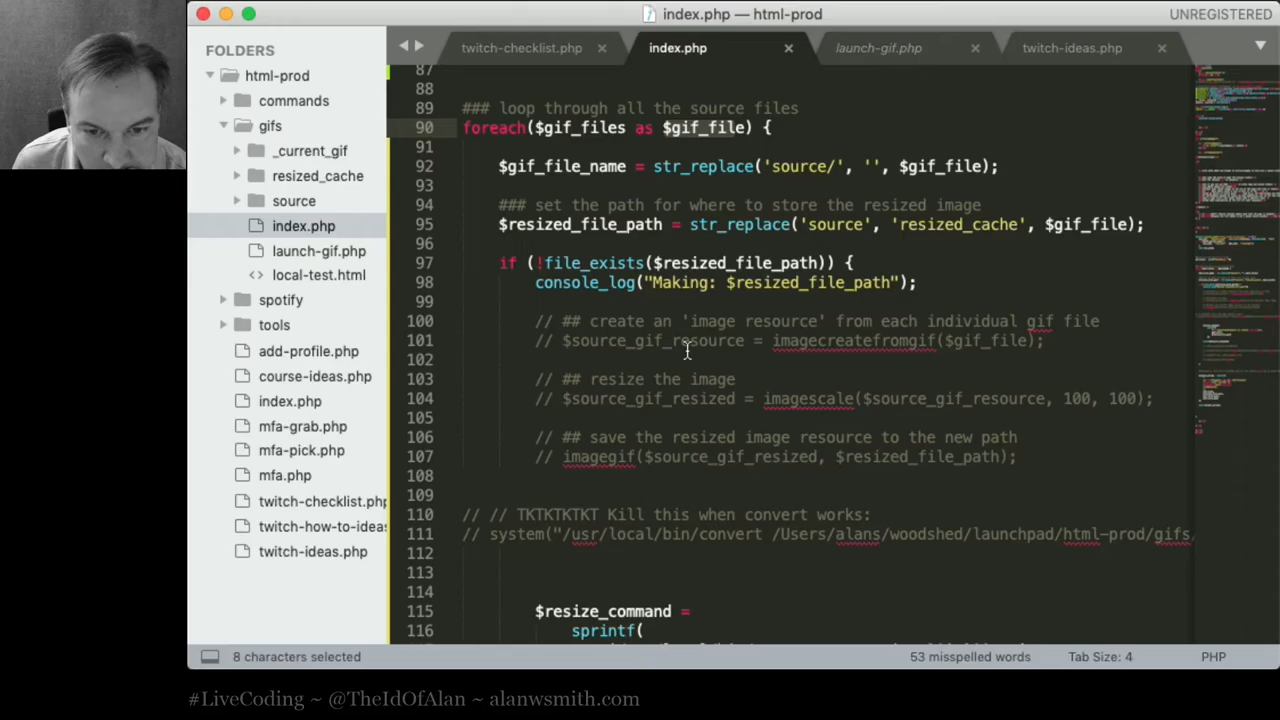 index.php — html-prod
UNREGISTERED
FOLDERS
html-prod
commands
gifs
_current_gif
resized_cache
source
index.php
launch-gif.php
local-test.html
spotify
tools
add-profile.php
course-ideas.php
index.php
mfa-grab.php
mfa-pick.php
mfa.php
twitch-checklist.php
twitch-how-to-ideas
twitch-ideas.php
twitch-checklist.php
index.php
launch-gif.php
twitch-ideas.php
87
88
89 ### loop through all the source files
90 foreach($gif_files as $gif_file) {
91
92 $gif_file_name = str_replace('source/', '', $gif_file);
93
94 ### set the path for where to store the resized image
95 $resized_file_path = str_replace('source', 'resized_cache', $gif_file);
96
97 if (!file_exists($resized_file_path)) {
98 console_log("Making: $resized_file_path");
99
100 // ## create an 'image resource' from each individual gif file
101 // $source_gif_resource = imagecreatefromgif($gif_file);
102
103 // ## resize the image
104 // $source_gif_resized = imagescale($source_gif_resource, 100, 100);
105
106 // ## save the resized image resource to the new path
107 // imagegif($source_gif_resized, $resized_file_path);
108
109
110 // // TKTKTKTKT Kill this when convert works:
111 // system("/usr/local/bin/convert /Users/alans/woodshed/launchpad/html-prod/gifs/
112
113
114
115 $resize_command =
116 sprintf(
8 characters selected
53 misspelled words
Tab Size: 4
PHP
#LiveCoding ~ @TheIdOfAlan ~ alanwsmith.com